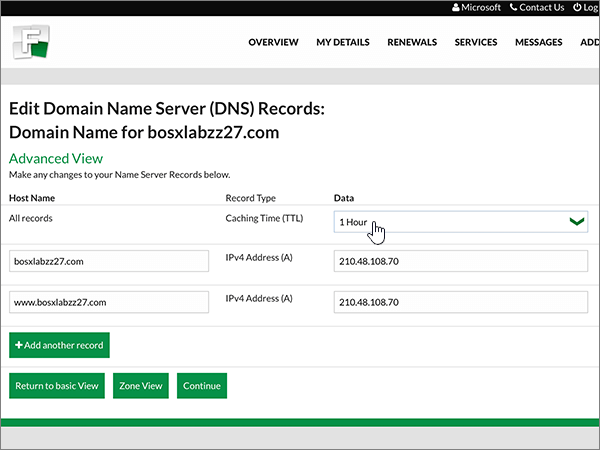 Microsoft Contact Us Log
OVERVIEW MY DETAILS RENEWALS SERVICES MESSAGES ADD
Edit Domain Name Server (DNS) Records:
Domain Name for bosxlabzz27.com
Advanced View
Make any changes to your Name Server Records below.
Host Name Record Type Data
All records Caching Time (TTL) 1 Hour
bosxlabzz27.com IPv4 Address (A) 210.48.108.70
www.bosxlabzz27.com IPv4 Address (A) 210.48.108.70
+ Add another record
Return to basic View Zone View Continue